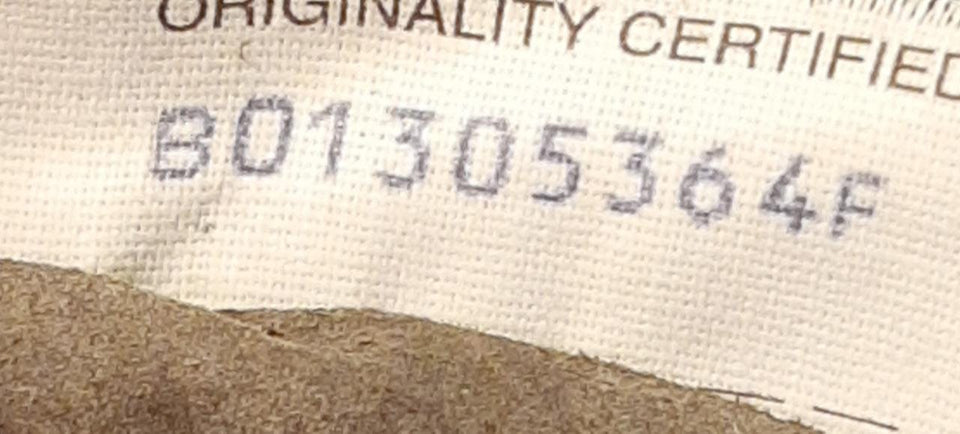 ORIGINALITY CERTIFIED
B01305364F